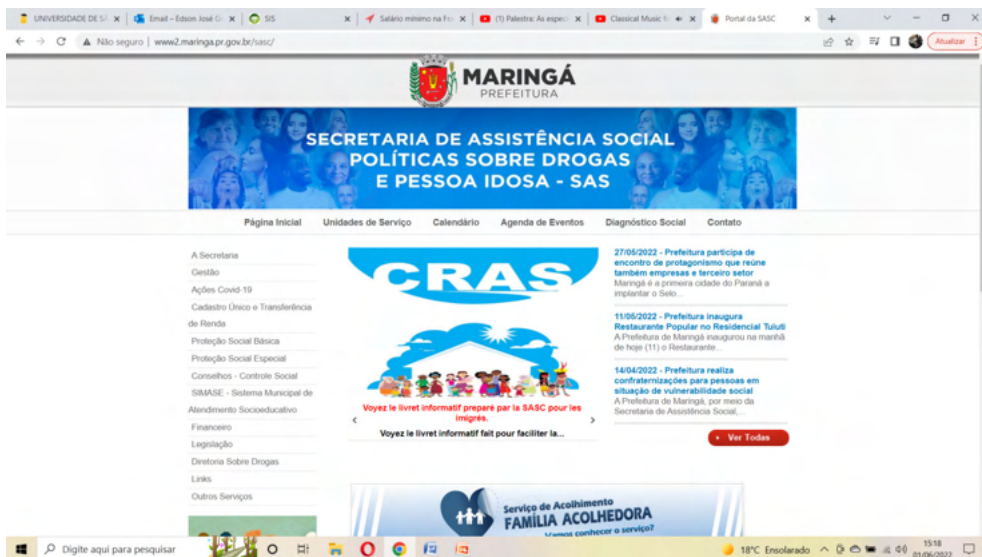 UNIVERSIDADE DE SÃ
Email – Edson José G
SIS
Salário mínimo na Fra
(1) Palestra: As especi
Classical Music f
Portal da SASC
Não seguro | www2.maringa.pr.gov.br/sasc/
Atualizar
MARINGÁ
PREFEITURA
SECRETARIA DE ASSISTÊNCIA SOCIAL
POLÍTICAS SOBRE DROGAS
E PESSOA IDOSA - SAS
Página Inicial
Unidades de Serviço
Calendário
Agenda de Eventos
Diagnóstico Social
Contato
A Secretaria
Gestão
Ações Covid-19
Cadastro Único e Transferência
de Renda
Proteção Social Básica
Proteção Social Especial
Conselhos - Controle Social
SIMASE - Sistema Municipal de
Atendimento Socioeducativo
Financeiro
Legislação
Diretoria Sobre Drogas
Links
Outros Serviços
CRAS
Voyez le livret informatif preparé par la SASC pour les
imigrés.
Voyez le livret informatif fait pour faciliter la...
27/05/2022 - Prefeitura participa de
encontro de protagonismo que reúne
também empresas e terceiro setor
Maringá é a primeira cidade do Paraná a
implantar o Selo...
11/05/2022 - Prefeitura inaugura
Restaurante Popular no Residencial Tuiuti
A Prefeitura de Maringá inaugurou na manhã
de hoje (11) o Restaurante...
14/04/2022 - Prefeitura realiza
confraternizações para pessoas em
situação de vulnerabilidade social
A Prefeitura de Maringá, por meio da
Secretaria de Assistência Social,...
Ver Todas
Serviço de Acolhimento
FAMÍLIA ACOLHEDORA
Vamos conhecer o serviço?
Digite aqui para pesquisar
18°C Ensolarado
15:18
01/06/2022